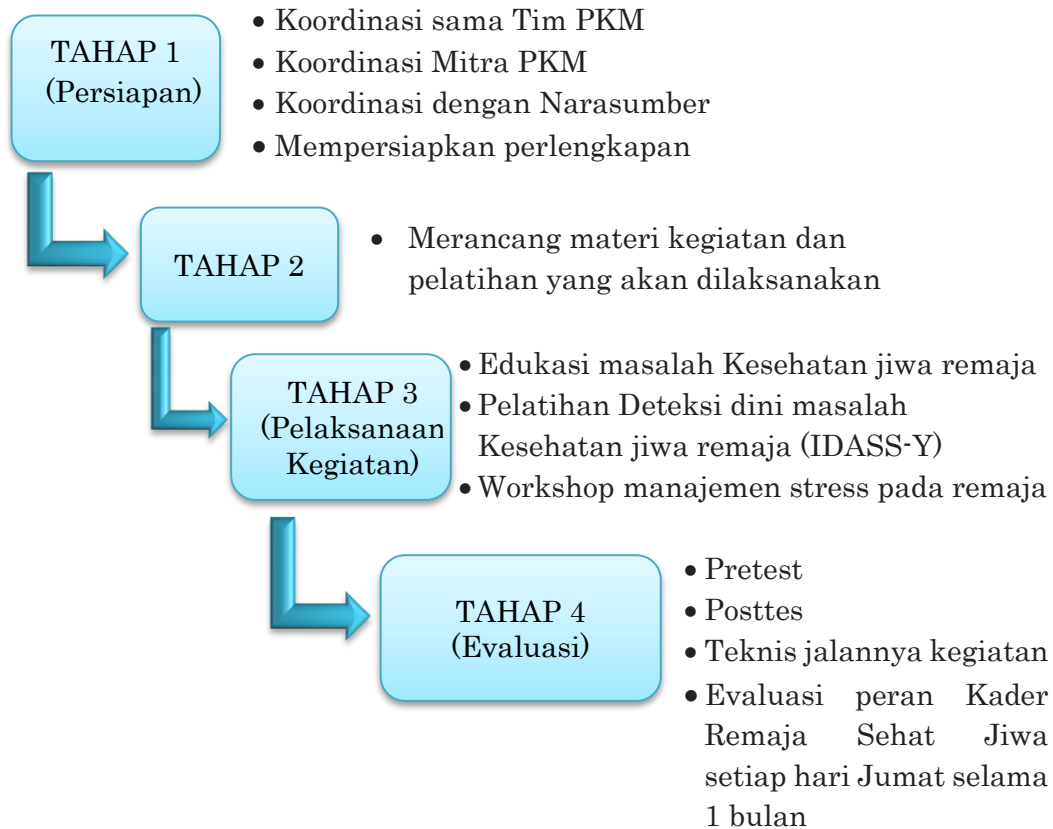 TAHAP 1
(Persiapan)
• Koordinasi sama Tim PKM
• Koordinasi Mitra PKM
• Koordinasi dengan Narasumber
• Mempersiapkan perlengkapan
TAHAP 2
• Merancang materi kegiatan dan
pelatihan yang akan dilaksanakan
TAHAP 3
(Pelaksanaan
Kegiatan)
• Edukasi masalah Kesehatan jiwa remaja
• Pelatihan Deteksi dini masalah
Kesehatan jiwa remaja (IDASS-Y)
• Workshop manajemen stress pada remaja
TAHAP 4
(Evaluasi)
• Pretest
• Posttes
• Teknis jalannya kegiatan
• Evaluasi peran Kader
Remaja Sehat Jiwa
setiap hari Jumat selama
1 bulan